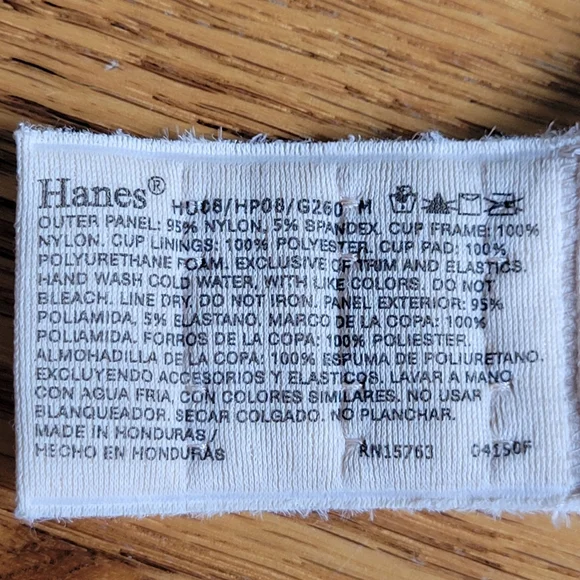 Hanes® HU08/HP08/G260 M
OUTER PANEL: 95% NYLON, 5% SPANDEX. CUP FRAME: 100%
NYLON. CUP LININGS: 100% POLYESTER. CUP PAD: 100%
POLYURETHANE FOAM. EXCLUSIVE OF TRIM AND ELASTICS.
HAND WASH COLD WATER, WITH LIKE COLORS. DO NOT
BLEACH. LINE DRY. DO NOT IRON. PANEL EXTERIOR: 95%
POLIAMIDA, 5% ELASTANO. MARCO DE LA COPA: 100%
POLIAMIDA. FORROS DE LA COPA: 100% POLIESTER.
ALMOHADILLA DE LA COPA: 100% ESPUMA DE POLIURETANO.
EXCLUYENDO ACCESORIOS Y ELASTICOS. LAVAR A MANO
CON AGUA FRIA, CON COLORES SIMILARES. NO USAR
BLANQUEADOR. SECAR COLGADO. NO PLANCHAR.
MADE IN HONDURAS/
HECHO EN HONDURAS RN15763 04150F